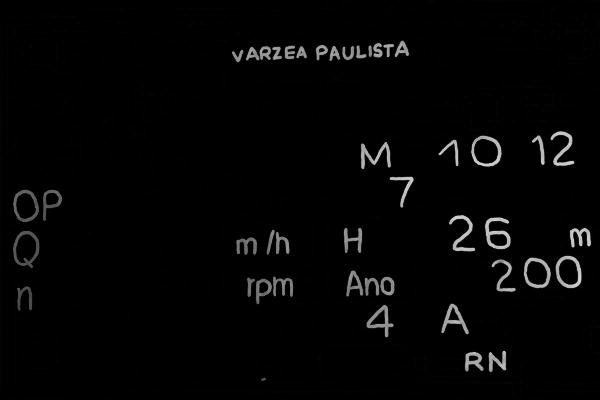 VARZEA PAULISTA
M 10 12
7
OP
Q m/h H 26 m
n rpm Ano 200
4 A
RN